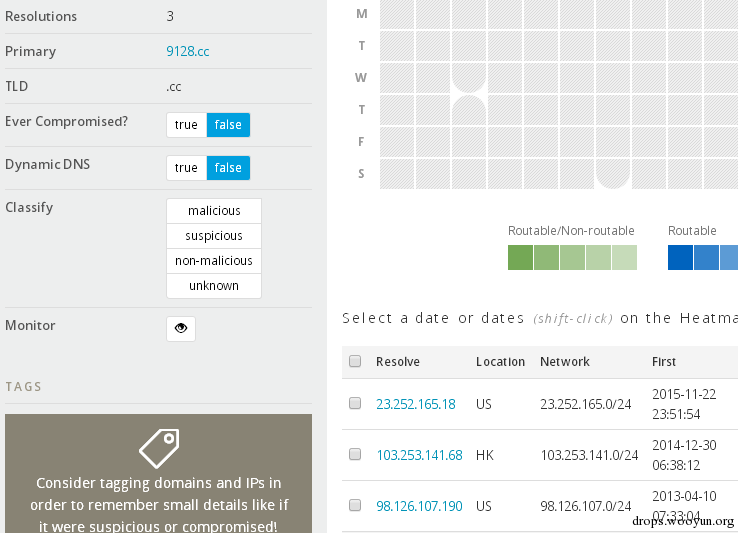 Resolutions 3
Primary 9128.cc
TLD .cc
Ever Compromised? true false
Dynamic DNS true false
Classify malicious
suspicious
non-malicious
unknown
Monitor
TAGS
Consider tagging domains and IPs in
order to remember small details like if
it were suspicious or compromised!
M
T
W
T
F
S
Routable/Non-routable Routable
Select a date or dates (shift-click) on the Heatma
Resolve Location Network First
23.252.165.18 US 23.252.165.0/24 2015-11-22
23:51:54
103.253.141.68 HK 103.253.141.0/24 2014-12-30
06:38:12
98.126.107.190 US 98.126.107.0/24 2013-04-10
07:33:04
drops.wooyun.org